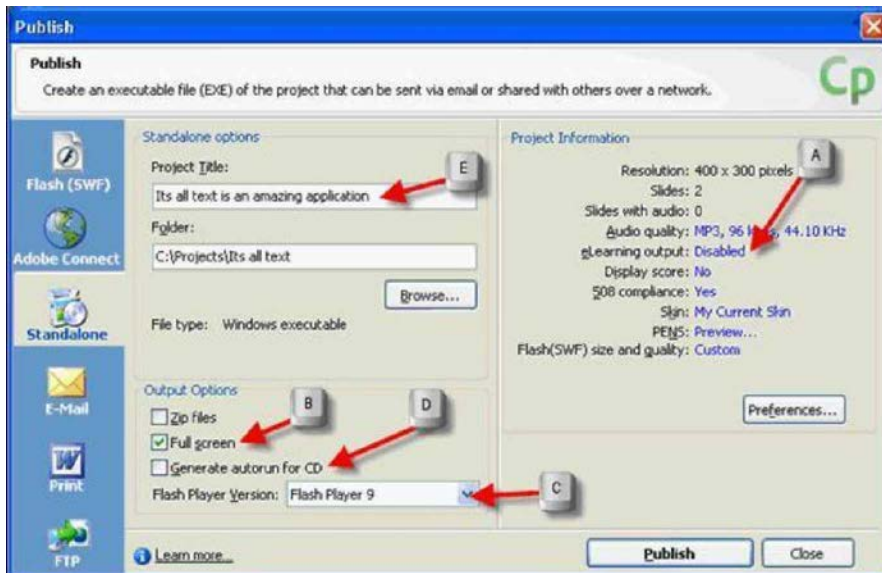 Publish
Publish
Create an executable file (EXE) of the project that can be sent via email or shared with others over a network.
Cp
Flash (SWF)
Adobe Connect
Standalone
E-Mail
Print
FTP
Standalone options
Project Title:
E
Its all text is an amazing application
Folder:
C:\Projects\Its all text
Browse...
File type: Windows executable
Output Options
B
D
Zip files
Full screen
Generate autorun for CD
Flash Player Version: Flash Player 9
C
Project Information
A
Resolution: 400 x 300 pixels
Slides: 2
Slides with audio: 0
Audio quality: MP3, 96 , 44.10 KHz
eLearning output: Disabled
Display score: No
508 compliance: Yes
Skin: My Current Skin
PENS: Preview...
Flash(SWF) size and quality: Custom
Preferences...
Learn more...
Publish
Close